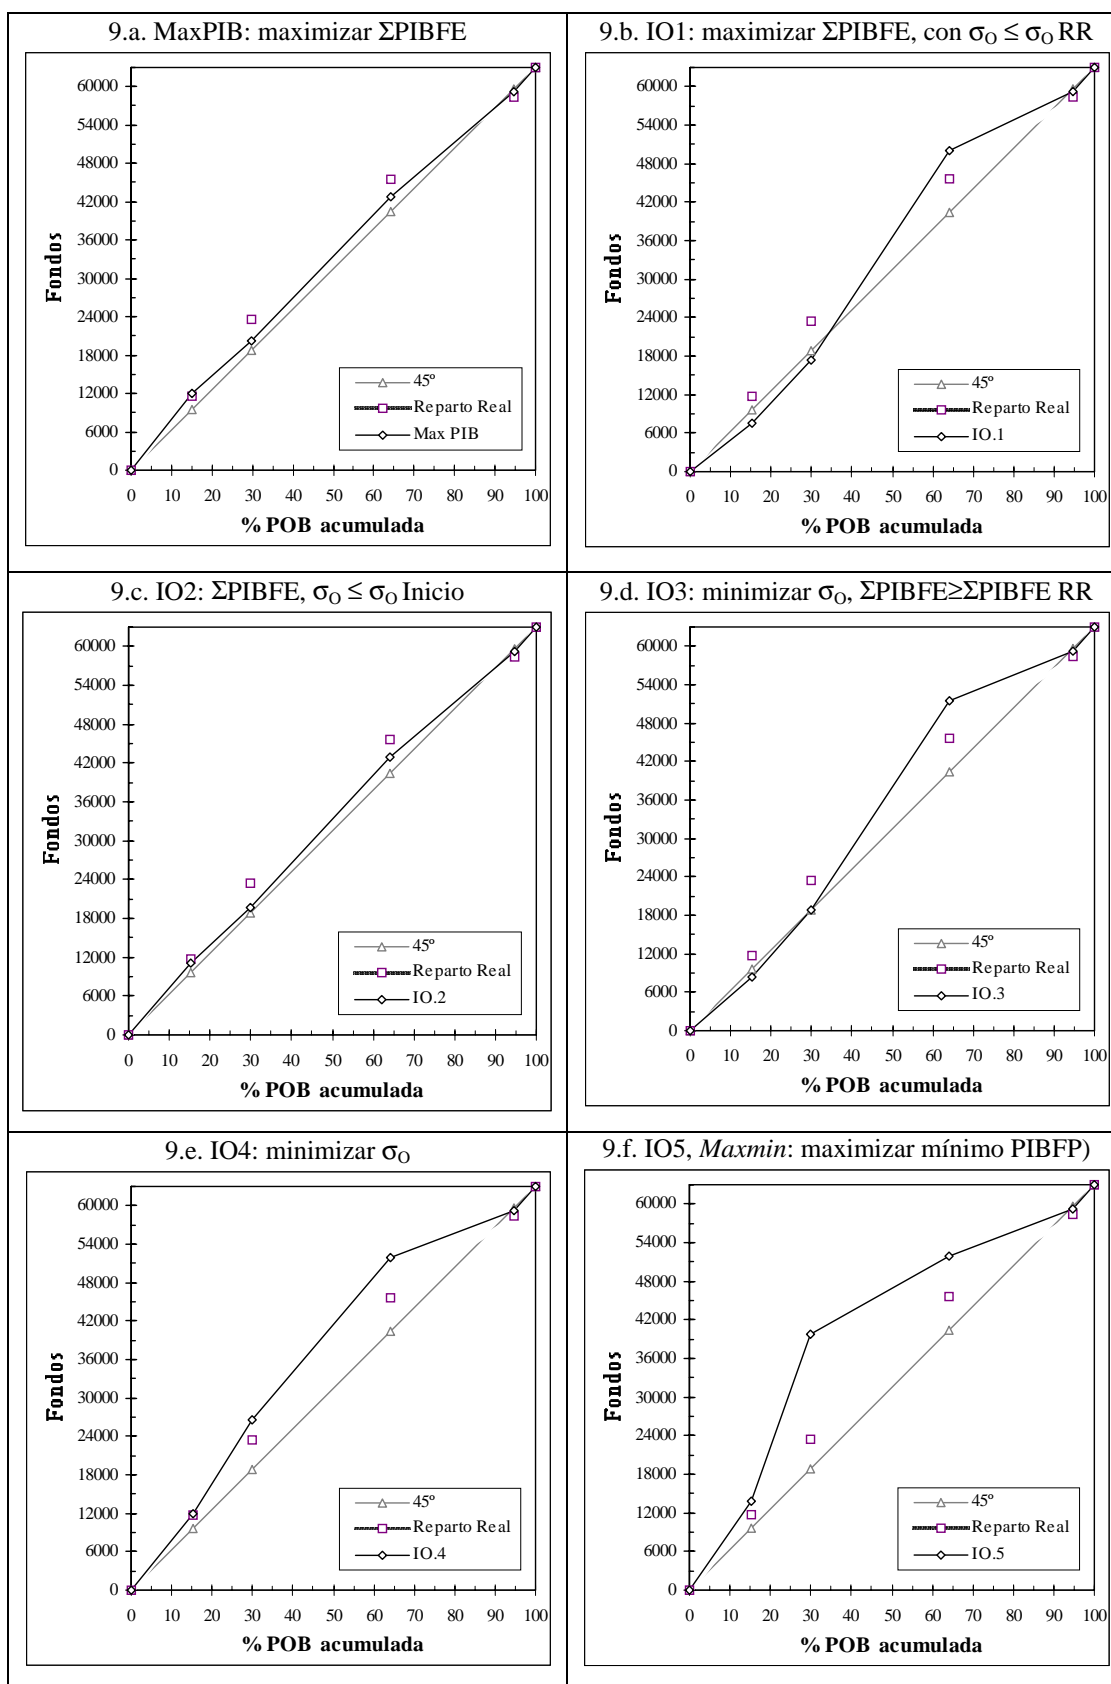 9.a. MaxPIB: maximizar ΣPIBFE
60000
54000
48000
42000
36000
30000
24000
18000
12000
6000
0
Fondos
45º
Reparto Real
Max PIB
0 10 20 30 40 50 60 70 80 90 100
% POB acumulada
9.b. IO1: maximizar ΣPIBFE, con σO ≤ σO RR
60000
54000
48000
42000
36000
30000
24000
18000
12000
6000
0
Fondos
45º
Reparto Real
IO.1
0 10 20 30 40 50 60 70 80 90 100
% POB acumulada
9.c. IO2: ΣPIBFE, σO ≤ σO Inicio
60000
54000
48000
42000
36000
30000
24000
18000
12000
6000
0
Fondos
45º
Reparto Real
IO.2
0 10 20 30 40 50 60 70 80 90 100
% POB acumulada
9.d. IO3: minimizar σO, ΣPIBFE≥ΣPIBFE RR
60000
54000
48000
42000
36000
30000
24000
18000
12000
6000
0
Fondos
45º
Reparto Real
IO.3
0 10 20 30 40 50 60 70 80 90 100
% POB acumulada
9.e. IO4: minimizar σO
60000
54000
48000
42000
36000
30000
24000
18000
12000
6000
0
Fondos
45º
Reparto Real
IO.4
0 10 20 30 40 50 60 70 80 90 100
% POB acumulada
9.f. IO5, Maxmin: maximizar mínimo PIBFP)
60000
54000
48000
42000
36000
30000
24000
18000
12000
6000
0
Fondos
45º
Reparto Real
IO.5
0 10 20 30 40 50 60 70 80 90 100
% POB acumulada